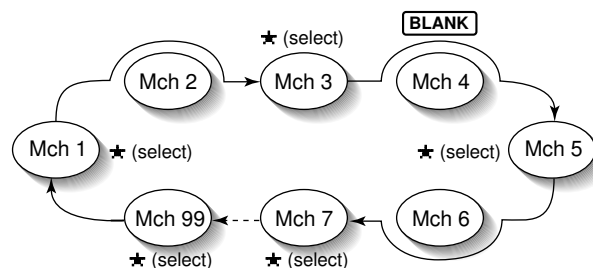 BLANK
★ (select)
Mch 2
Mch 3
Mch 4
Mch 1
★ (select)
★ (select)
Mch 5
Mch 99
Mch 7
Mch 6
★ (select)
★ (select)